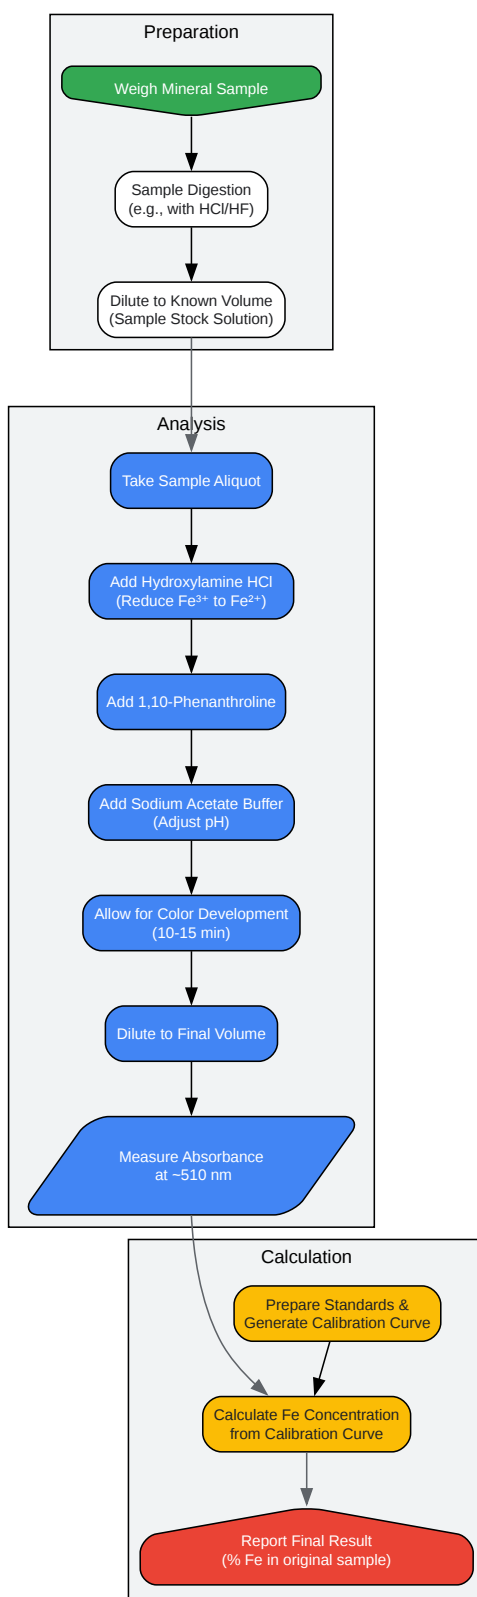 Preparation
Weigh Mineral Sample
Sample Digestion
(e.g., with HCl/HF)
Dilute to Known Volume
(Sample Stock Solution)
Analysis
Take Sample Aliquot
Add Hydroxylamine HCl
(Reduce Fe³⁺ to Fe²⁺)
Add 1,10-Phenanthroline
Add Sodium Acetate Buffer
(Adjust pH)
Allow for Color Development
(10-15 min)
Dilute to Final Volume
Measure Absorbance
at ~510 nm
Calculation
Prepare Standards &
Generate Calibration Curve
Calculate Fe Concentration
from Calibration Curve
Report Final Result
(% Fe in original sample)